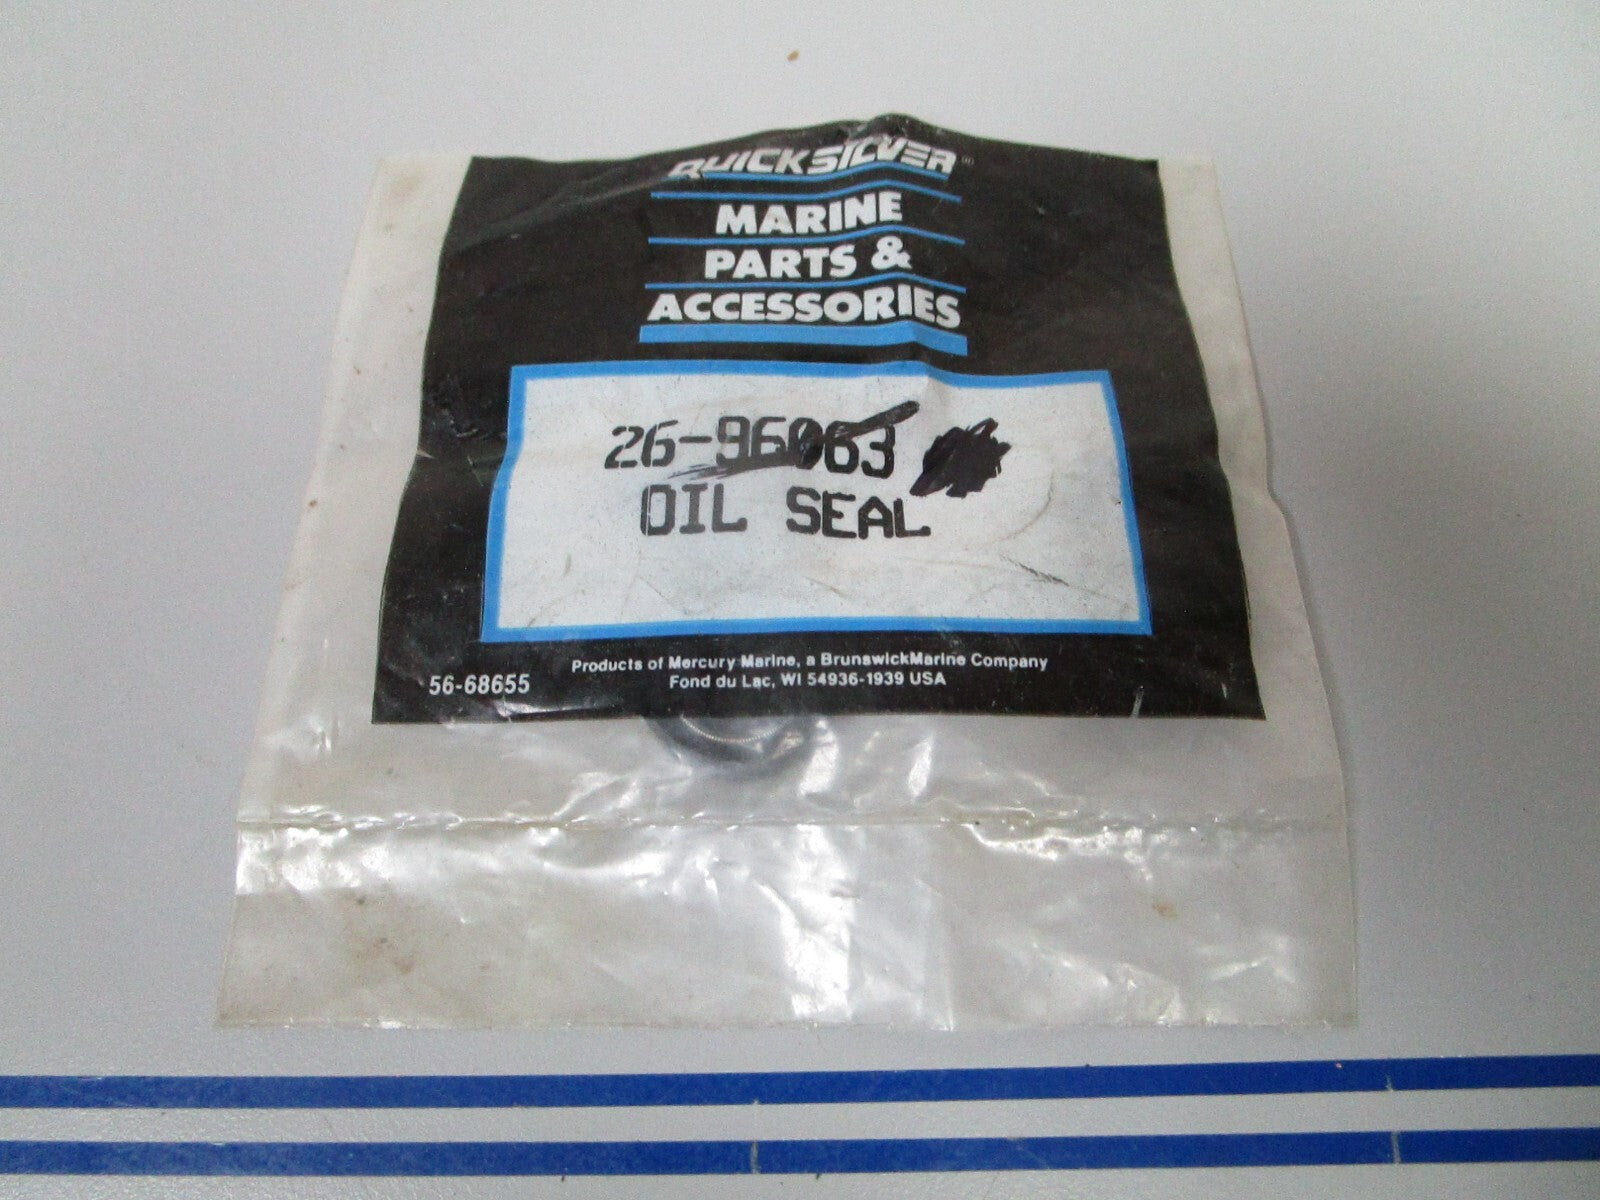 QUICKSILVER®
MARINE
PARTS &
ACCESSORIES
26-96063
OIL SEAL
Products of Mercury Marine, a BrunswickMarine Company
Fond du Lac, WI 54936-1939 USA
56-68655